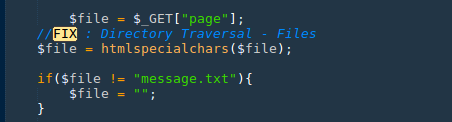 $file = $_GET["page"];
//FIX : Directory Traversal - Files
$file = htmlspecialchars($file);
if($file != "message.txt"){
$file = "";
}